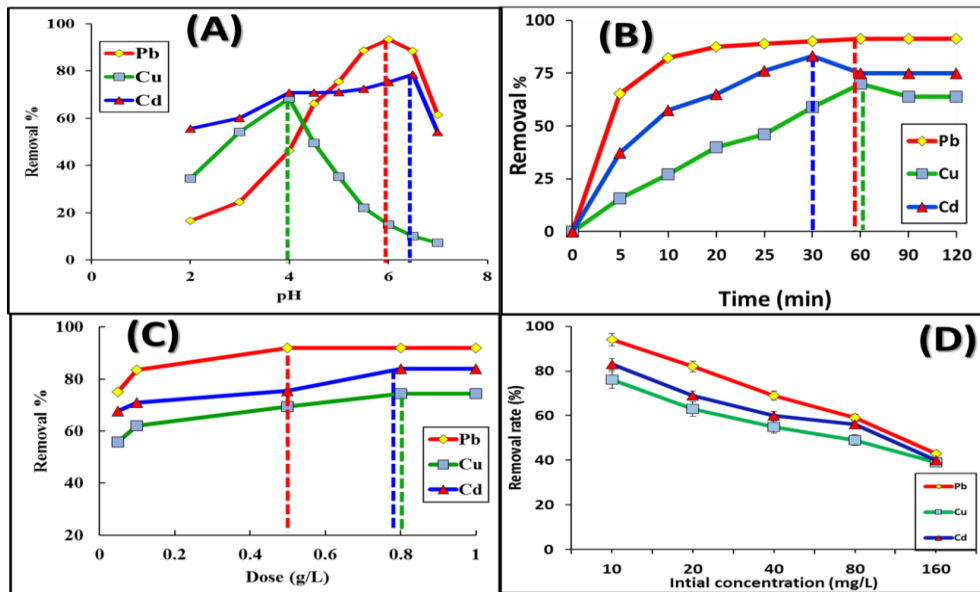 (A)
Removal %
100
80
60
40
20
0
Pb
Cu
Cd
0 2 4 6 8
pH
(B)
Removal %
100
75
50
25
0
Pb
Cu
Cd
0 5 10 20 25 30 60 90 120
Time (min)
(C)
Removal %
100
80
60
40
20
Pb
Cu
Cd
0 0.2 0.4 0.6 0.8 1
Dose (g/L)
(D)
Removal rate (%)
100
80
60
40
20
0
Pb
Cu
Cd
10 20 40 80 160
Intial concentration (mg/L)